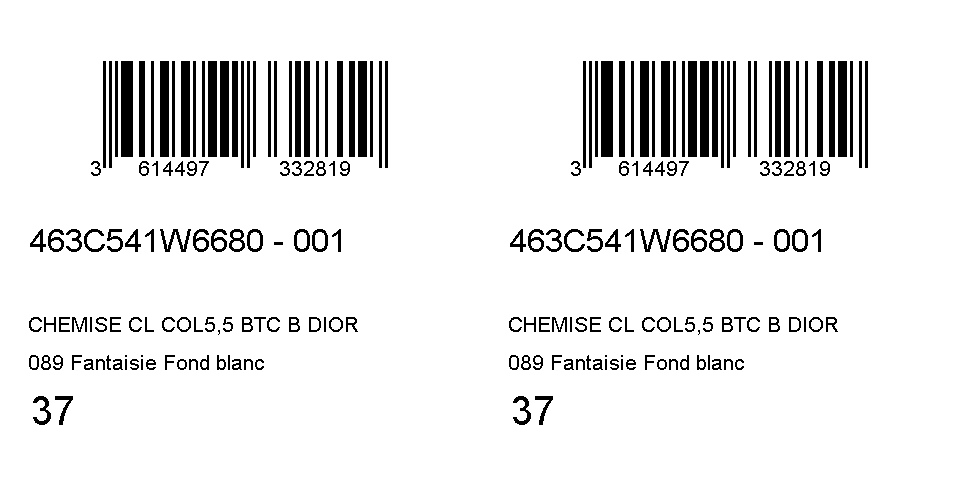 3 614497 332819
463C541W6680 - 001
CHEMISE CL COL5,5 BTC B DIOR
089 Fantaisie Fond blanc
37
3 614497 332819
463C541W6680 - 001
CHEMISE CL COL5,5 BTC B DIOR
089 Fantaisie Fond blanc
37